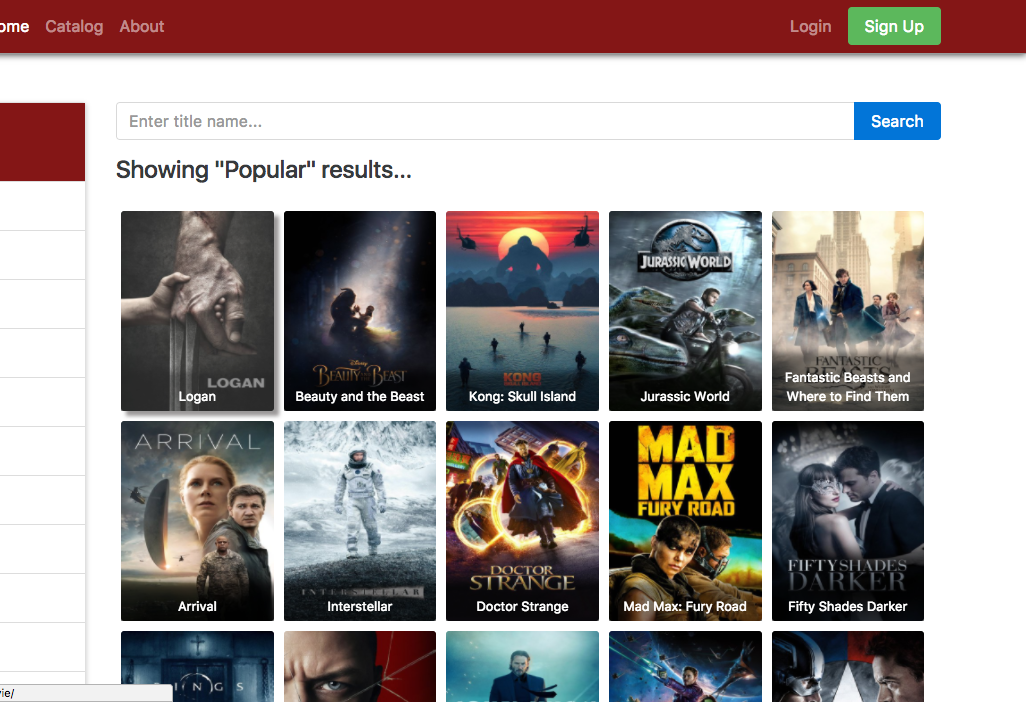 ome Catalog About Login Sign Up
Enter title name... Search
Showing "Popular" results...
LOGAN
Logan
Disney
BEAUTY AND THE BEAST
Beauty and the Beast
KONG
Kong: Skull Island
JURASSIC WORLD
Jurassic World
FANTASTIC
BEASTS
Fantastic Beasts and
Where to Find Them
ARRIVAL
Arrival
INTERSTELLAR
Interstellar
DOCTOR
STRANGE
Doctor Strange
MAD
MAX
FURY ROAD
Mad Max: Fury Road
FIFTY SHADES
DARKER
Fifty Shades Darker
RINGS
vie/